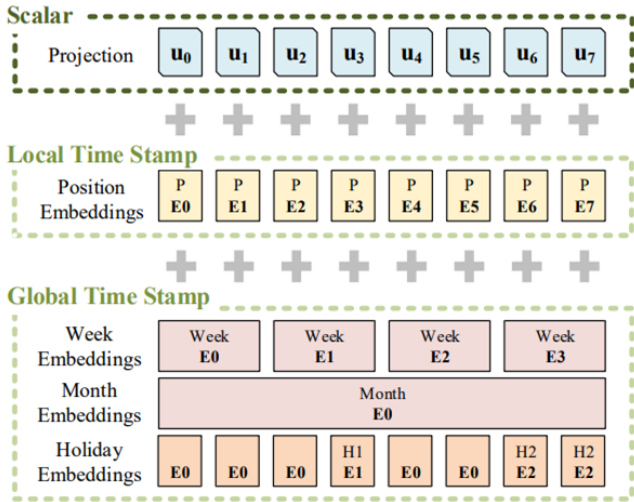 Scalar
Projection u0 u1 u2 u3 u4 u5 u6 u7
Local Time Stamp
Position Embeddings
P P P P P P P P
E0 E1 E2 E3 E4 E5 E6 E7
Global Time Stamp
Week Embeddings
Week Week Week Week
E0 E1 E2 E3
Month Embeddings
Month
E0
Holiday Embeddings
H1 H2 H2
E0 E0 E0 E1 E0 E0 E2 E2